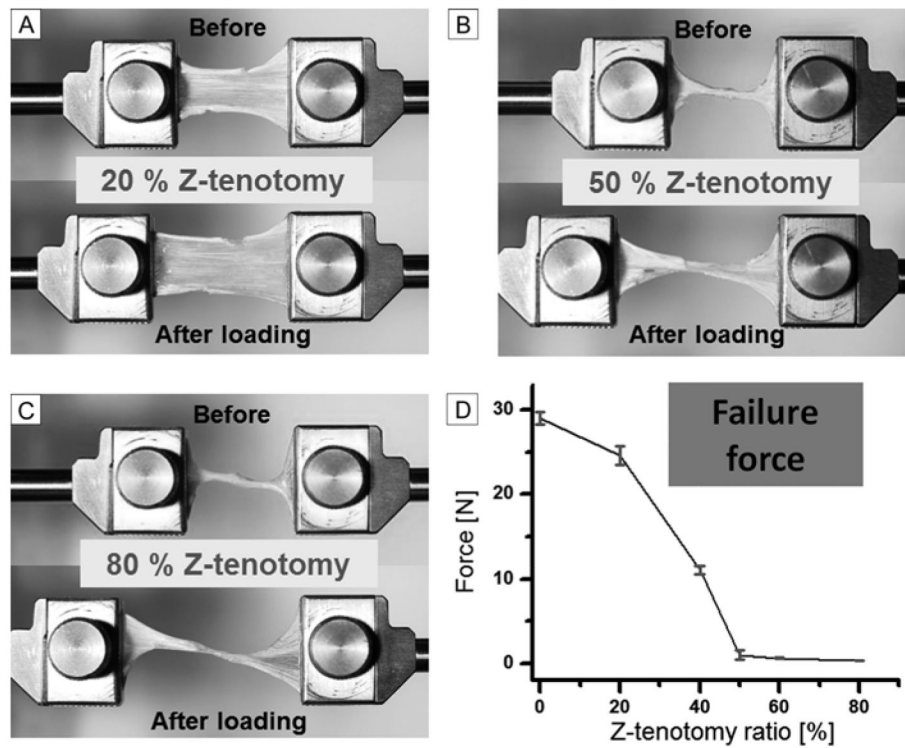 A
Before
20 % Z-tenotomy
After loading
B
Before
50 % Z-tenotomy
After loading
C
Before
80 % Z-tenotomy
After loading
D
Failure
force
Force [N]
30
20
10
0
0 20 40 60 80
Z-tenotomy ratio [%]